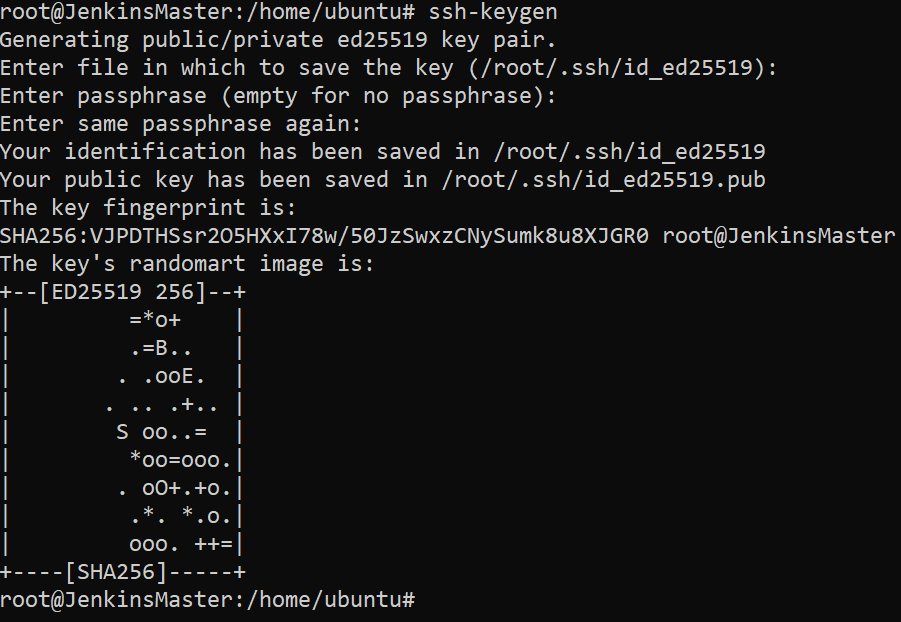 root@JenkinsMaster:/home/ubuntu# ssh-keygen
Generating public/private ed25519 key pair.
Enter file in which to save the key (/root/.ssh/id_ed25519):
Enter passphrase (empty for no passphrase):
Enter same passphrase again:
Your identification has been saved in /root/.ssh/id_ed25519
Your public key has been saved in /root/.ssh/id_ed25519.pub
The key fingerprint is:
SHA256:VJPDTHSsr2O5HXxI78w/50JzSwxzCNySumk8u8XJGR0 root@JenkinsMaster
The key's randomart image is:
+--[ED25519 256]--+
|         =*o+    |
|         .=B..   |
|        . .ooE.  |
|       . .. .+.. |
|        S oo..=  |
|         *oo=ooo.|
|        . oO+.+o.|
|         .*. *.o.|
|         ooo. ++=|
+----[SHA256]-----+
root@JenkinsMaster:/home/ubuntu#